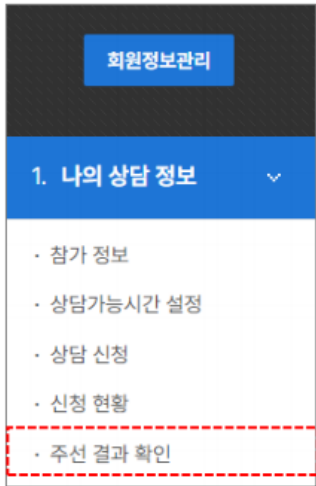 회원정보관리
1. 나의 상담 정보
· 참가 정보
· 상담가능시간 설정
· 상담 신청
· 신청 현황
· 주선 결과 확인